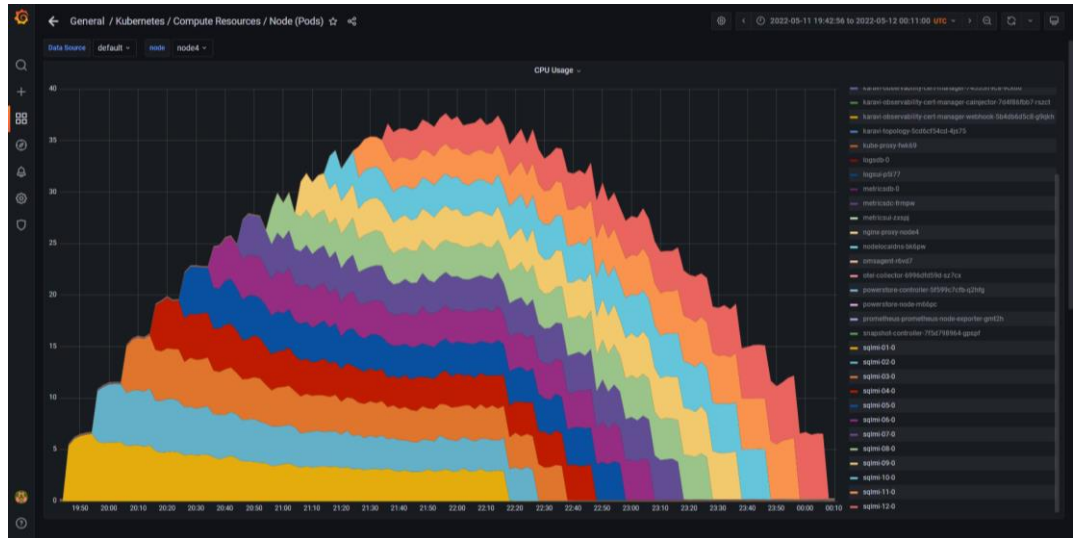 General / Kubernetes / Compute Resources / Node (Pods)
2022-05-11 19:42:56 to 2022-05-12 00:11:00 UTC
Data Source default node node4
CPU Usage
40
35
30
25
20
15
10
5
0
19:50 20:00 20:10 20:20 20:30 20:40 20:50 21:00 21:10 21:20 21:30 21:40 21:50 22:00 22:10 22:20 22:30 22:40 22:50 23:00 23:10 23:20 23:30 23:40 23:50 00:00 00:10
karavi-observability-cert-manager-cainjector-7d4f86fbb7-rszct
karavi-observability-cert-manager-webhook-5b4db6d5c8-g9jkh
karavi-topology-5cd6cf34cd-4js75
kube-proxy-fwk69
logsdb-0
logsui-pl977
metricsdb-0
metricsdc-frmpw
metricsui-zxspj
nginx-proxy-node4
nodelocaldns-bk6pw
omsagent-rbvd7
otel-collector-6996dfd59d-sz7cx
powerstore-controller-5f599c7cfb-q2hfg
powerstore-node-m66pc
prometheus-prometheus-node-exporter-gmt2h
snapshot-controller-7f5d798964-gpspf
sqlmi-01-0
sqlmi-02-0
sqlmi-03-0
sqlmi-04-0
sqlmi-05-0
sqlmi-06-0
sqlmi-07-0
sqlmi-08-0
sqlmi-09-0
sqlmi-10-0
sqlmi-11-0
sqlmi-12-0